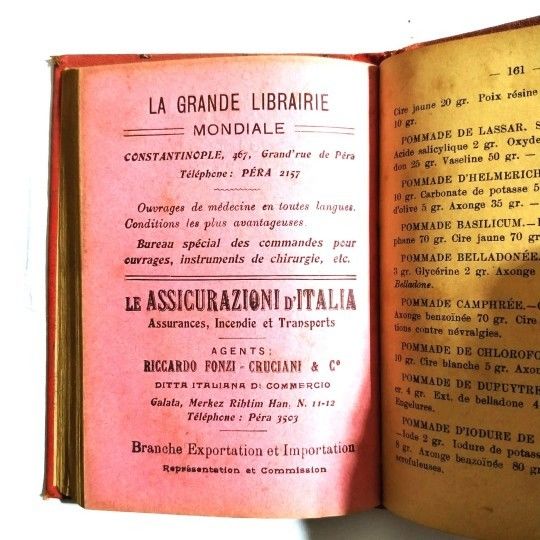 LA GRANDE LIBRAIRIE
MONDIALE
CONSTANTINOPLE, 467, Grand'rue de Péra
Téléphone: PÉRA 2157
Ouvrages de médecine en toutes langues.
Conditions les plus avantageuses.
Bureau spécial des commandes pour
ouvrages, instruments de chirurgie, etc.
LE ASSICURAZIONI D'ITALIA
Assurances, Incendie et Transports
AGENTS:
RICCARDO FONZI - CRUCIANI & Cº
DITTA ITALIANA DI COMMERCIO
Galata, Merkez Rihtim Han, N. 11-12
Téléphone: Péra 3503
Branche Exportation et Importation
Représentation et Commission
— 161
Cire jaune 20 gr. Poix résine
10 gr.
POMMADE DE LASSAR. S
Acide salicylique 2 gr. Oxyde
don 25 gr. Vaseline 50 gr. —
POMMADE D'HELMERICH
10 gr. Carbonate de potasse 5
d'olive 5 gr. Axonge 35 gr. —
POMMADE BASILICUM.—
phane 70 gr. Cire jaune 70 gr
POMMADE BELLADONÉE.
3 gr. Glycérine 2 gr. Axonge
Belladone.
POMMADE CAMPHRÉE.—
Axonge benzoinée 70 gr. Cire
tions contre névralgies.
POMMADE DE CHLOROFO
10 gr. Cire blanche 5 gr. Axon
POMMADE DE DUPUYTRE
er. 4 gr. Ext. de belladone 4
Engelures.
POMMADE D'IODURE DE
—Iode 2 gr. Iodure de potass
8 gr. Axonge benzoïnée 80 gr
scrofuleuses.